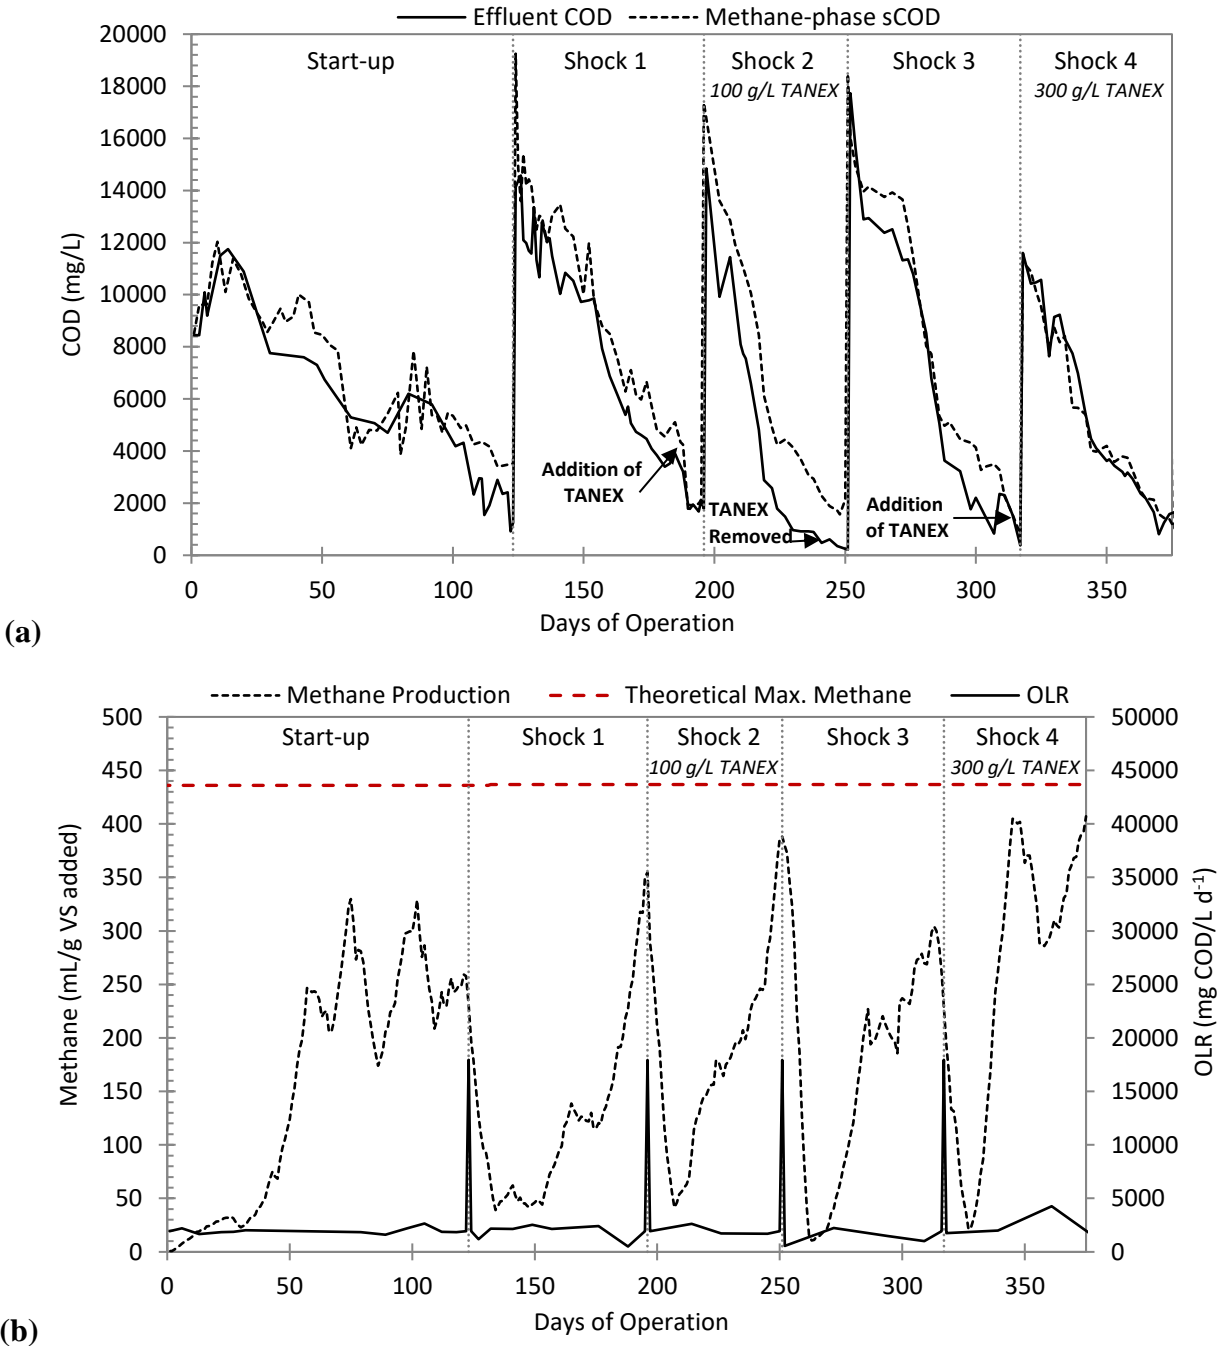 Effluent COD Methane-phase sCOD
20000
18000
16000
14000
12000
10000
8000
6000
4000
2000
0
COD (mg/L)
Start-up Shock 1 Shock 2 Shock 3 Shock 4
100 g/L TANEX 300 g/L TANEX
Addition of
TANEX
TANEX
Removed
Addition
of TANEX
0 50 100 150 200 250 300 350
Days of Operation
(a)
Methane Production Theoretical Max. Methane OLR
500
450
400
350
300
250
200
150
100
50
0
Methane (mL/g VS added)
Start-up Shock 1 Shock 2 Shock 3 Shock 4
100 g/L TANEX 300 g/L TANEX
50000
45000
40000
35000
30000
25000
20000
15000
10000
5000
0
OLR (mg COD/L d-1)
0 50 100 150 200 250 300 350
Days of Operation
(b)